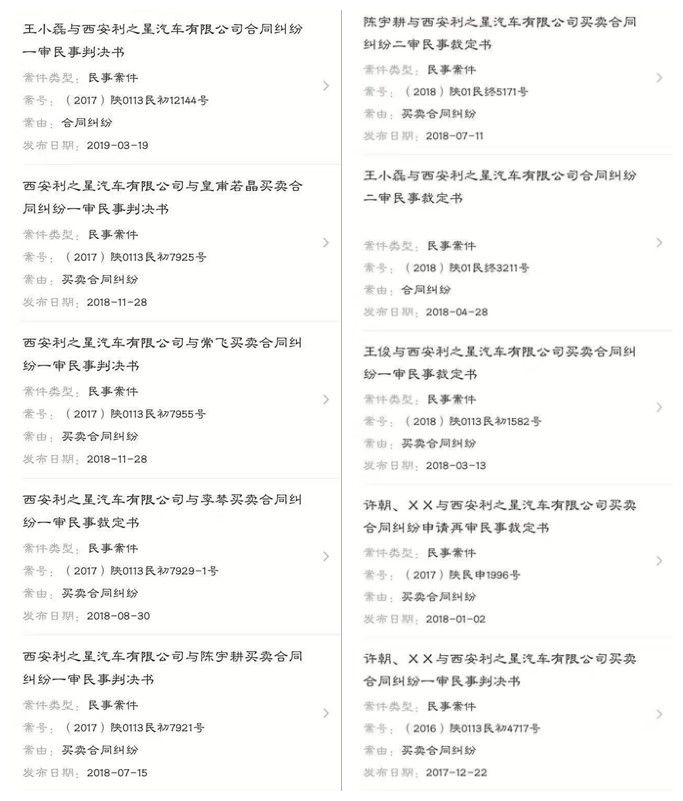 王小磊与西安利之星汽车有限公司合同纠纷
一审民事判决书
案件类型：民事案件
案号：（2017）陕0113民初12144号
案由：合同纠纷
发布日期：2019-03-19
西安利之星汽车有限公司与皇甫若晶买卖合
同纠纷一审民事判决书
案件类型：民事案件
案号：（2017）陕0113民初7925号
案由：买卖合同纠纷
发布日期：2018-11-28
西安利之星汽车有限公司与常飞买卖合同纠
纷一审民事判决书
案件类型：民事案件
案号：（2017）陕0113民初7955号
案由：买卖合同纠纷
发布日期：2018-11-28
西安利之星汽车有限公司与李琴买卖合同纠
纷一审民事裁定书
案件类型：民事案件
案号：（2017）陕0113民初7929-1号
案由：买卖合同纠纷
发布日期：2018-08-30
西安利之星汽车有限公司与陈宇耕买卖合同
纠纷一审民事判决书
案件类型：民事案件
案号：（2017）陕0113民初7921号
案由：买卖合同纠纷
发布日期：2018-07-15
陈宇耕与西安利之星汽车有限公司买卖合同
纠纷二审民事裁定书
案件类型：民事案件
案号：（2018）陕01民终5171号
案由：买卖合同纠纷
发布日期：2018-07-11
王小磊与西安利之星汽车有限公司合同纠纷
二审民事裁定书
案件类型：民事案件
案号：（2018）陕01民终3211号
案由：合同纠纷
发布日期：2018-04-28
王俊与西安利之星汽车有限公司买卖合同纠
纷一审民事裁定书
案件类型：民事案件
案号：（2018）陕0113民初1582号
案由：买卖合同纠纷
发布日期：2018-03-13
许朝、XX与西安利之星汽车有限公司买卖
合同纠纷申请再审民事裁定书
案件类型：民事案件
案号：（2017）陕民申1996号
案由：买卖合同纠纷
发布日期：2018-01-02
许朝、XX与西安利之星汽车有限公司买卖
合同纠纷一审民事判决书
案件类型：民事案件
案号：（2016）陕0113民初4717号
案由：买卖合同纠纷
发布日期：2017-12-22